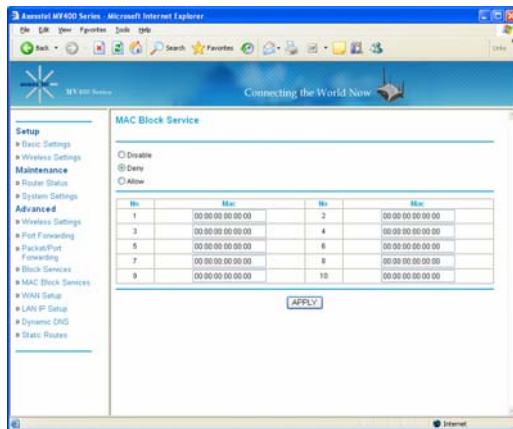 Axesstel MV400 Series - Microsoft Internet Explorer
File Edit View Favorites Tools Help
Back Search Favorites Links
MV400 Series
Connecting the World Now
Setup
» Basic Settings
» Wireless Settings
Maintenance
» Router Status
» System Settings
Advanced
» Wireless Settings
» Port Forwarding
» Packet/Port
Forwarding
» Block Services
» MAC Block Services
» WAN Setup
» LAN IP Setup
» Dynamic DNS
» Static Routes
MAC Block Service
Disable
Deny
Allow
No Mac No Mac
1 00:00:00:00:00:00 2 00:00:00:00:00:00
3 00:00:00:00:00:00 4 00:00:00:00:00:00
5 00:00:00:00:00:00 6 00:00:00:00:00:00
7 00:00:00:00:00:00 8 00:00:00:00:00:00
9 00:00:00:00:00:00 10 00:00:00:00:00:00
APPLY
Internet